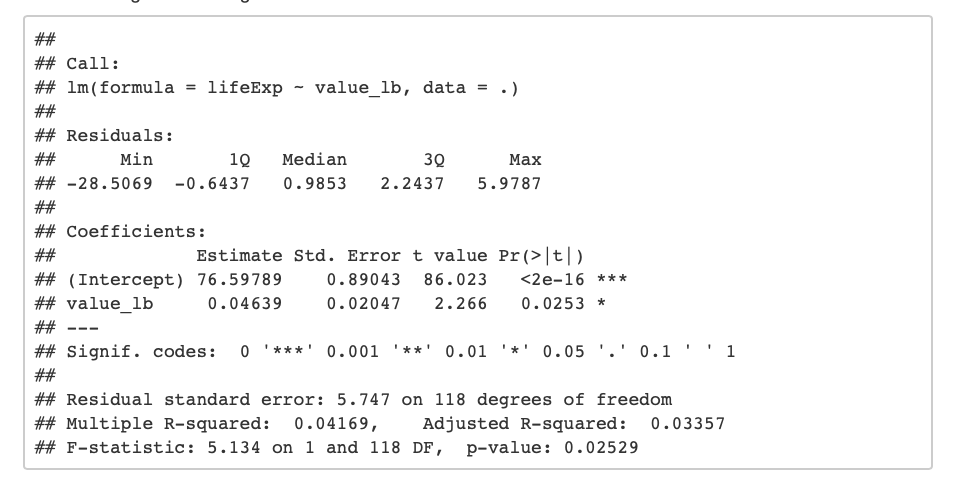 ##
## Call:
## lm(formula = lifeExp ~ value_lb, data = .)
##
## Residuals:
##      Min       1Q   Median       3Q      Max
## -28.5069  -0.6437   0.9853   2.2437   5.9787
##
## Coefficients:
##             Estimate Std. Error t value Pr(>|t|)
## (Intercept) 76.59789    0.89043  86.023   <2e-16 ***
## value_lb     0.04639    0.02047   2.266   0.0253 *
## ---
## Signif. codes:  0 '***' 0.001 '**' 0.01 '*' 0.05 '.' 0.1 ' ' 1
##
## Residual standard error: 5.747 on 118 degrees of freedom
## Multiple R-squared:  0.04169,    Adjusted R-squared:  0.03357
## F-statistic: 5.134 on 1 and 118 DF,  p-value: 0.02529